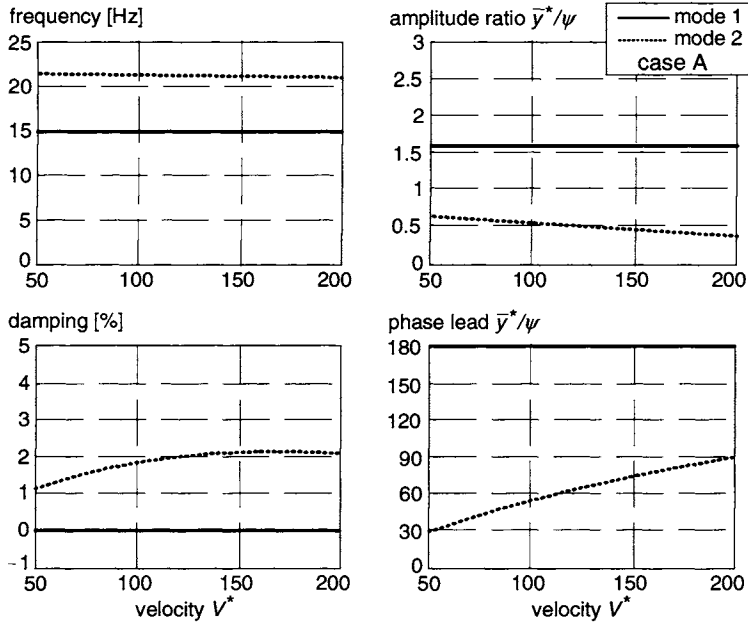 frequency [Hz]
25
20
15
10
5
0
50 100 150 200
amplitude ratio ȳ*/ψ
3
2.5
2
1.5
1
0.5
0
50 100 150 200
mode 1
mode 2
case A
damping [%]
5
4
3
2
1
0
-1
50 100 150 200
velocity V*
phase lead ȳ*/ψ
180
150
120
90
60
30
0
50 100 150 200
velocity V*